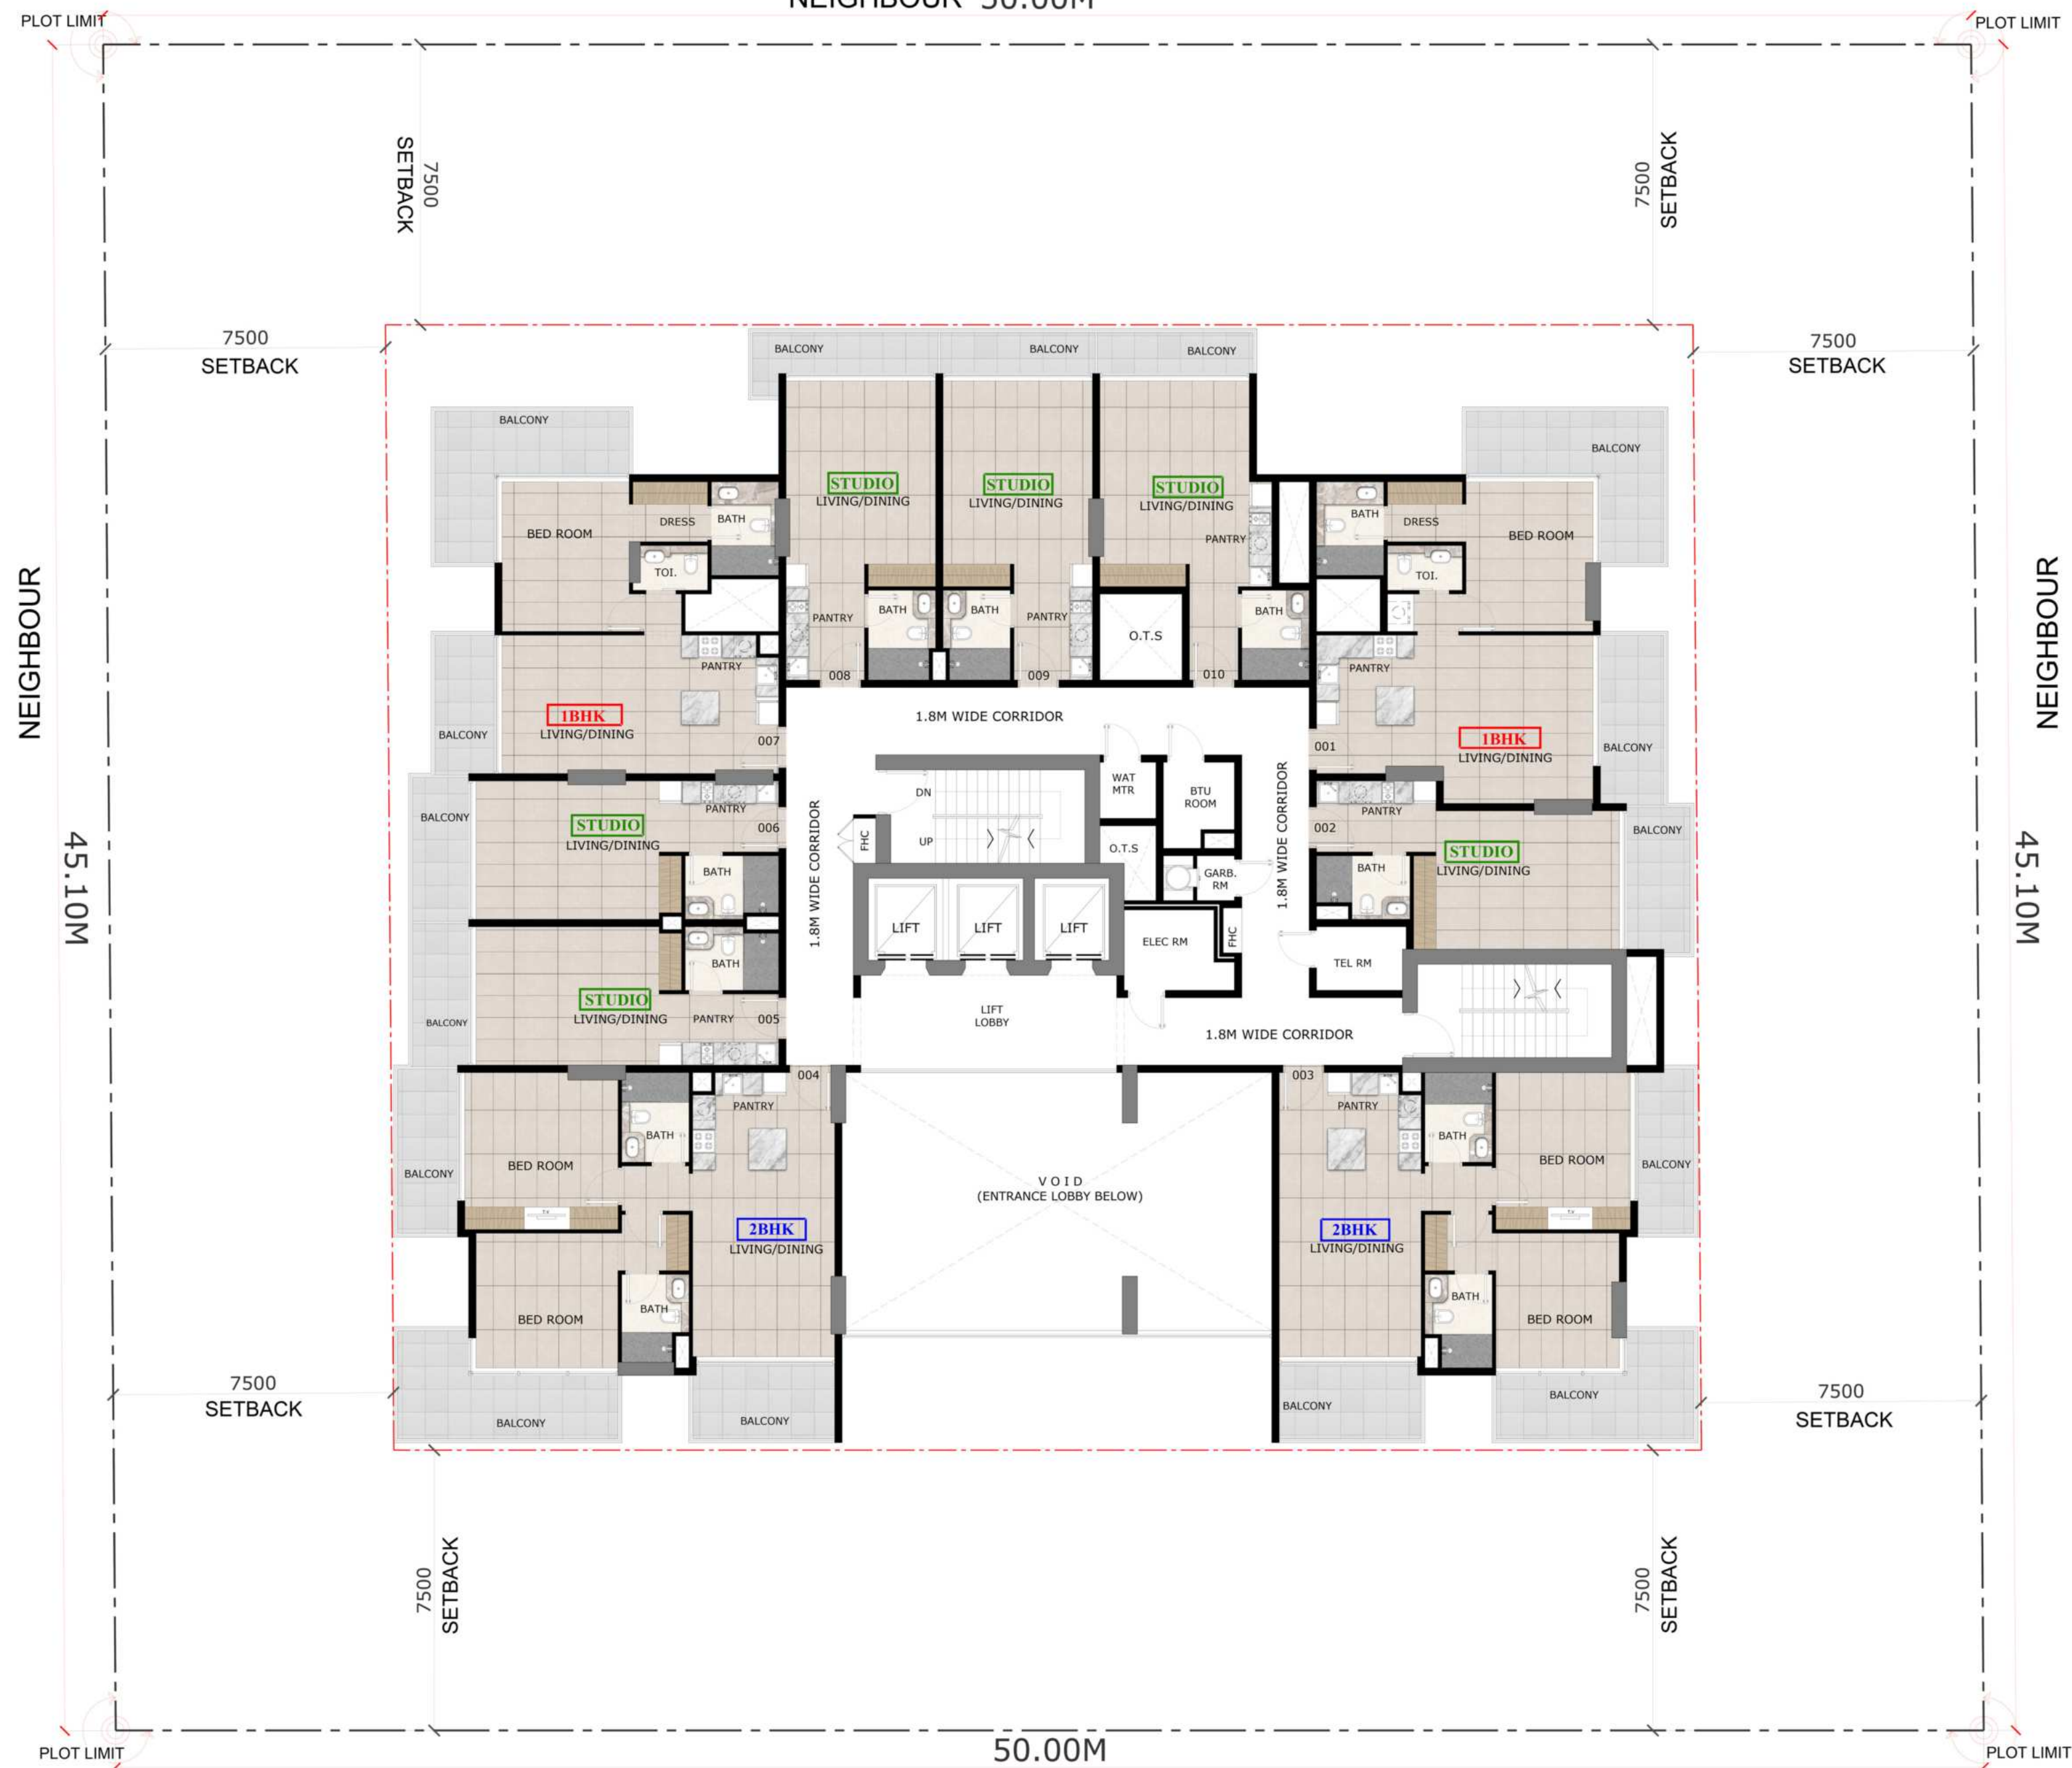 NEIGHBOUR 50.00M
PLOT LIMIT
PLOT LIMIT
SETBACK
7500
7500
SETBACK
7500
SETBACK
7500
SETBACK
BALCONY
BALCONY
BALCONY
BALCONY
BALCONY
STUDIO
LIVING/DINING
STUDIO
LIVING/DINING
STUDIO
LIVING/DINING
BED ROOM
DRESS
BATH
TOI.
PANTRY
BATH
DRESS
BED ROOM
TOI.
PANTRY
BATH
BATH
PANTRY
O.T.S
BATH
008
009
010
NEIGHBOUR
NEIGHBOUR
PANTRY
1BHK
LIVING/DINING
BALCONY
007
1.8M WIDE CORRIDOR
PANTRY
001
1BHK
LIVING/DINING
BALCONY
BALCONY
PANTRY
STUDIO
LIVING/DINING
006
BATH
1.8M WIDE CORRIDOR
FHC
DN
UP
WAT
MTR
BTU
ROOM
O.T.S
GARB.
RM
1.8M WIDE CORRIDOR
002
PANTRY
BALCONY
STUDIO
LIVING/DINING
BATH
45.10M
45.10M
LIFT
LIFT
LIFT
ELEC RM
FHC
TEL RM
BATH
STUDIO
LIVING/DINING
PANTRY
005
BALCONY
LIFT
LOBBY
1.8M WIDE CORRIDOR
004
003
PANTRY
BATH
BED ROOM
BALCONY
PANTRY
BATH
BED ROOM
BALCONY
V O I D
(ENTRANCE LOBBY BELOW)
T.V
T.V
2BHK
LIVING/DINING
2BHK
LIVING/DINING
BED ROOM
BATH
BATH
BED ROOM
BALCONY
BALCONY
BALCONY
BALCONY
7500
SETBACK
7500
SETBACK
7500
SETBACK
7500
SETBACK
PLOT LIMIT
50.00M
PLOT LIMIT